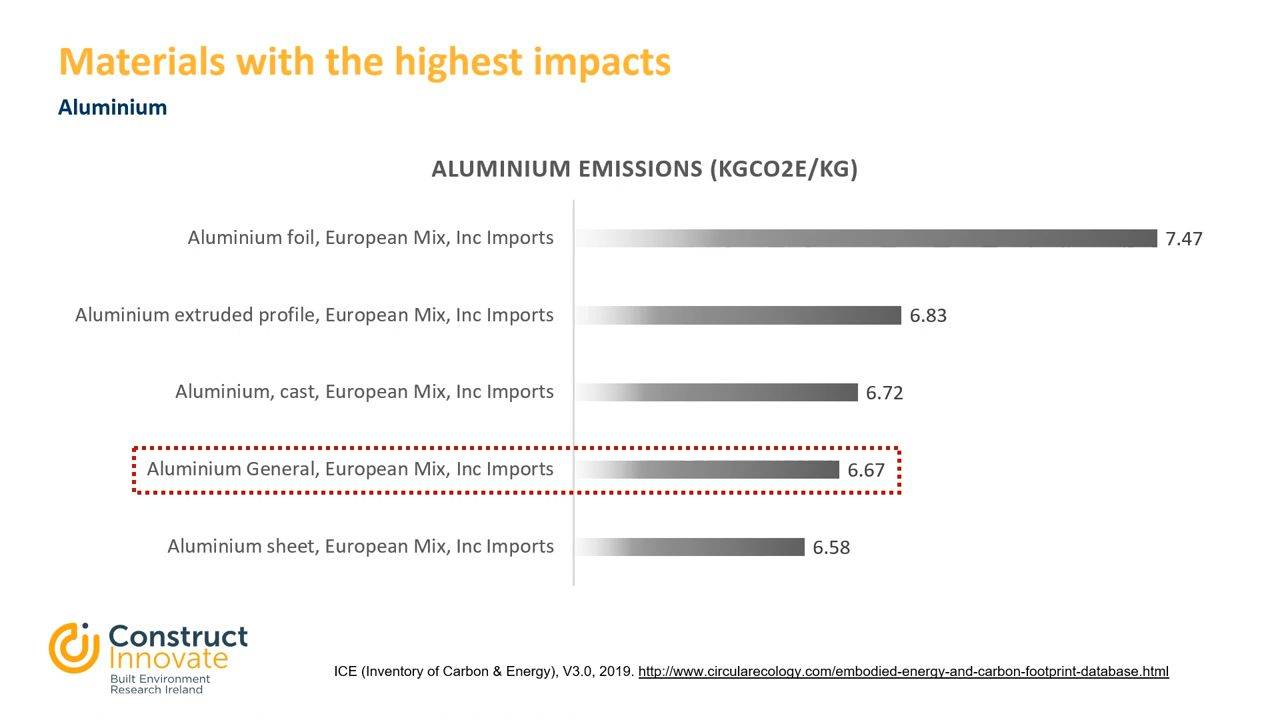 Materials with the highest impacts
Aluminium
ALUMINIUM EMISSIONS (KGCO2E/KG)
Aluminium foil, European Mix, Inc Imports 7.47
Aluminium extruded profile, European Mix, Inc Imports 6.83
Aluminium, cast, European Mix, Inc Imports 6.72
Aluminium General, European Mix, Inc Imports 6.67
Aluminium sheet, European Mix, Inc Imports 6.58
Construct
Innovate
Built Environment
Research Ireland
ICE (Inventory of Carbon & Energy), V3.0, 2019. http://www.circularecology.com/embodied-energy-and-carbon-footprint-database.html